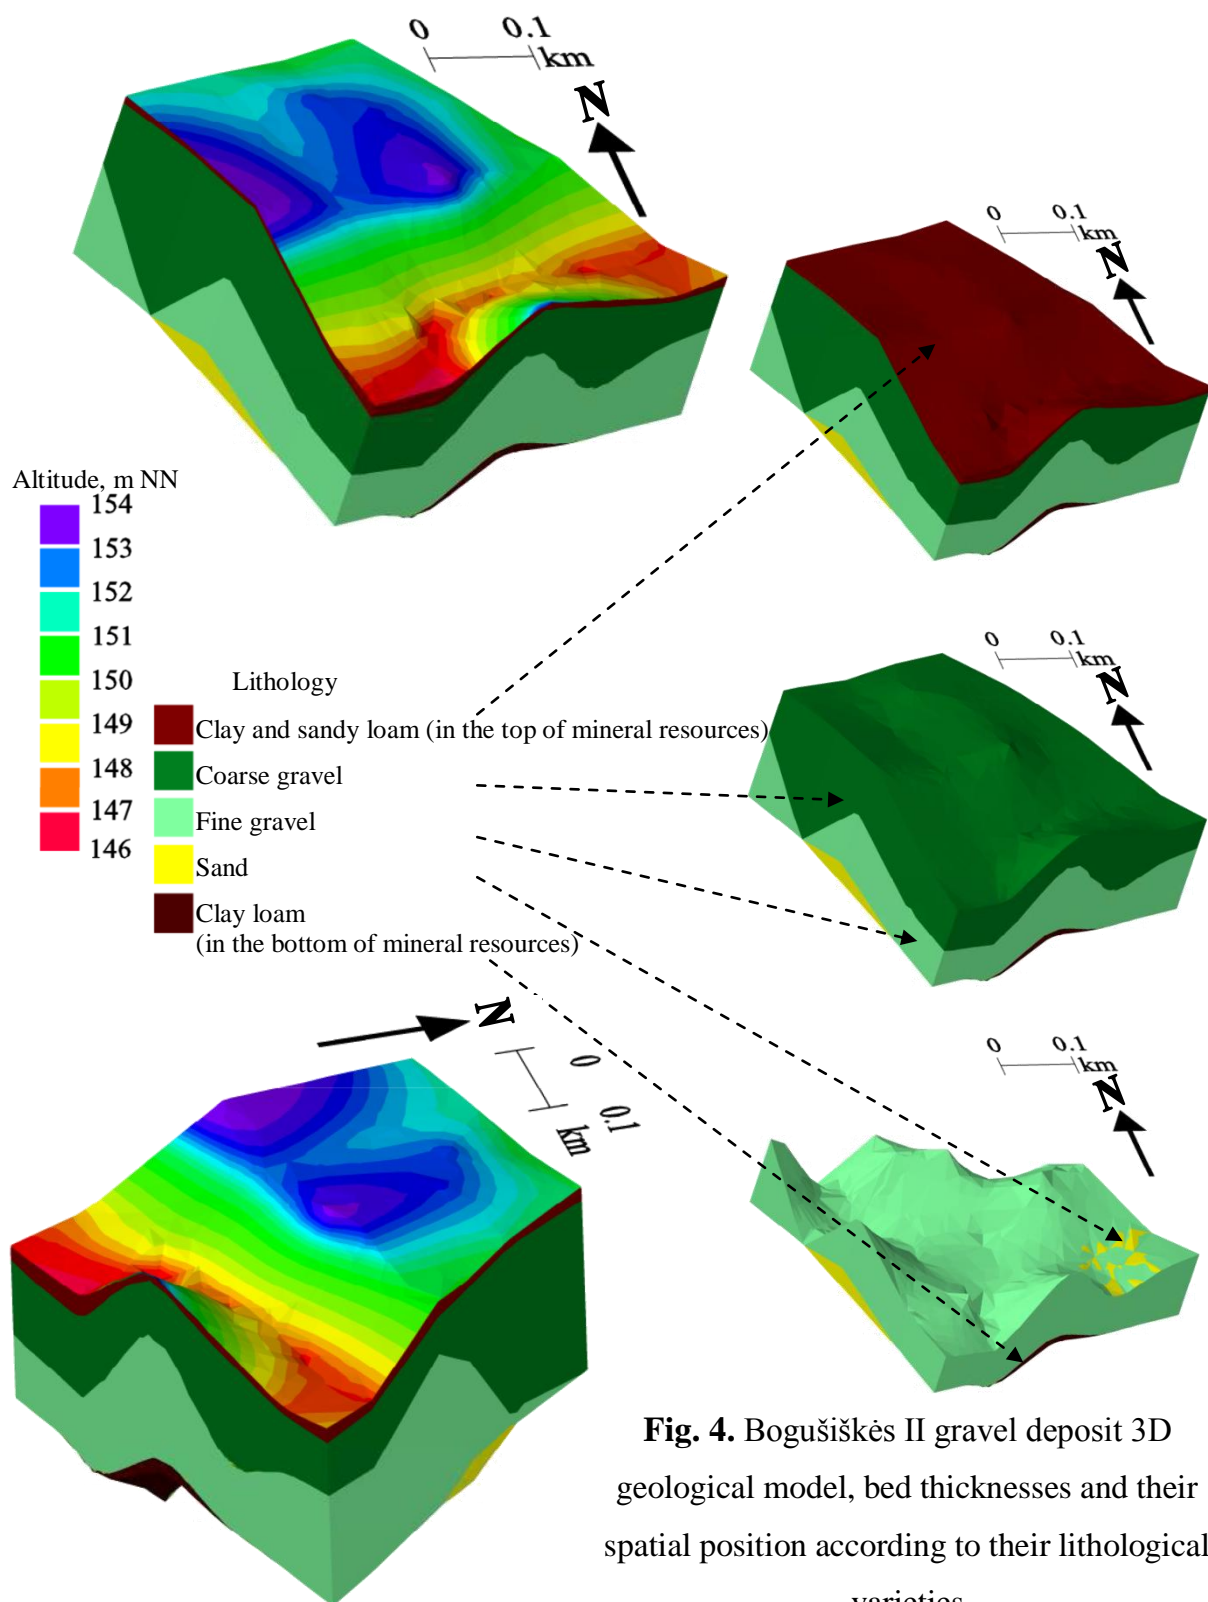 0 0.1
km
N
0 0.1
km
N
Altitude, m NN
154
153
152
151
150
149
148
147
146
Lithology
Clay and sandy loam (in the top of mineral resources)
Coarse gravel
Fine gravel
Sand
Clay loam
(in the bottom of mineral resources)
0 0.1
km
N
N
0 0.1
km
0 0.1
km
N
Fig. 4. Bogušiškės II gravel deposit 3D
geological model, bed thicknesses and their
spatial position according to their lithological
varieties